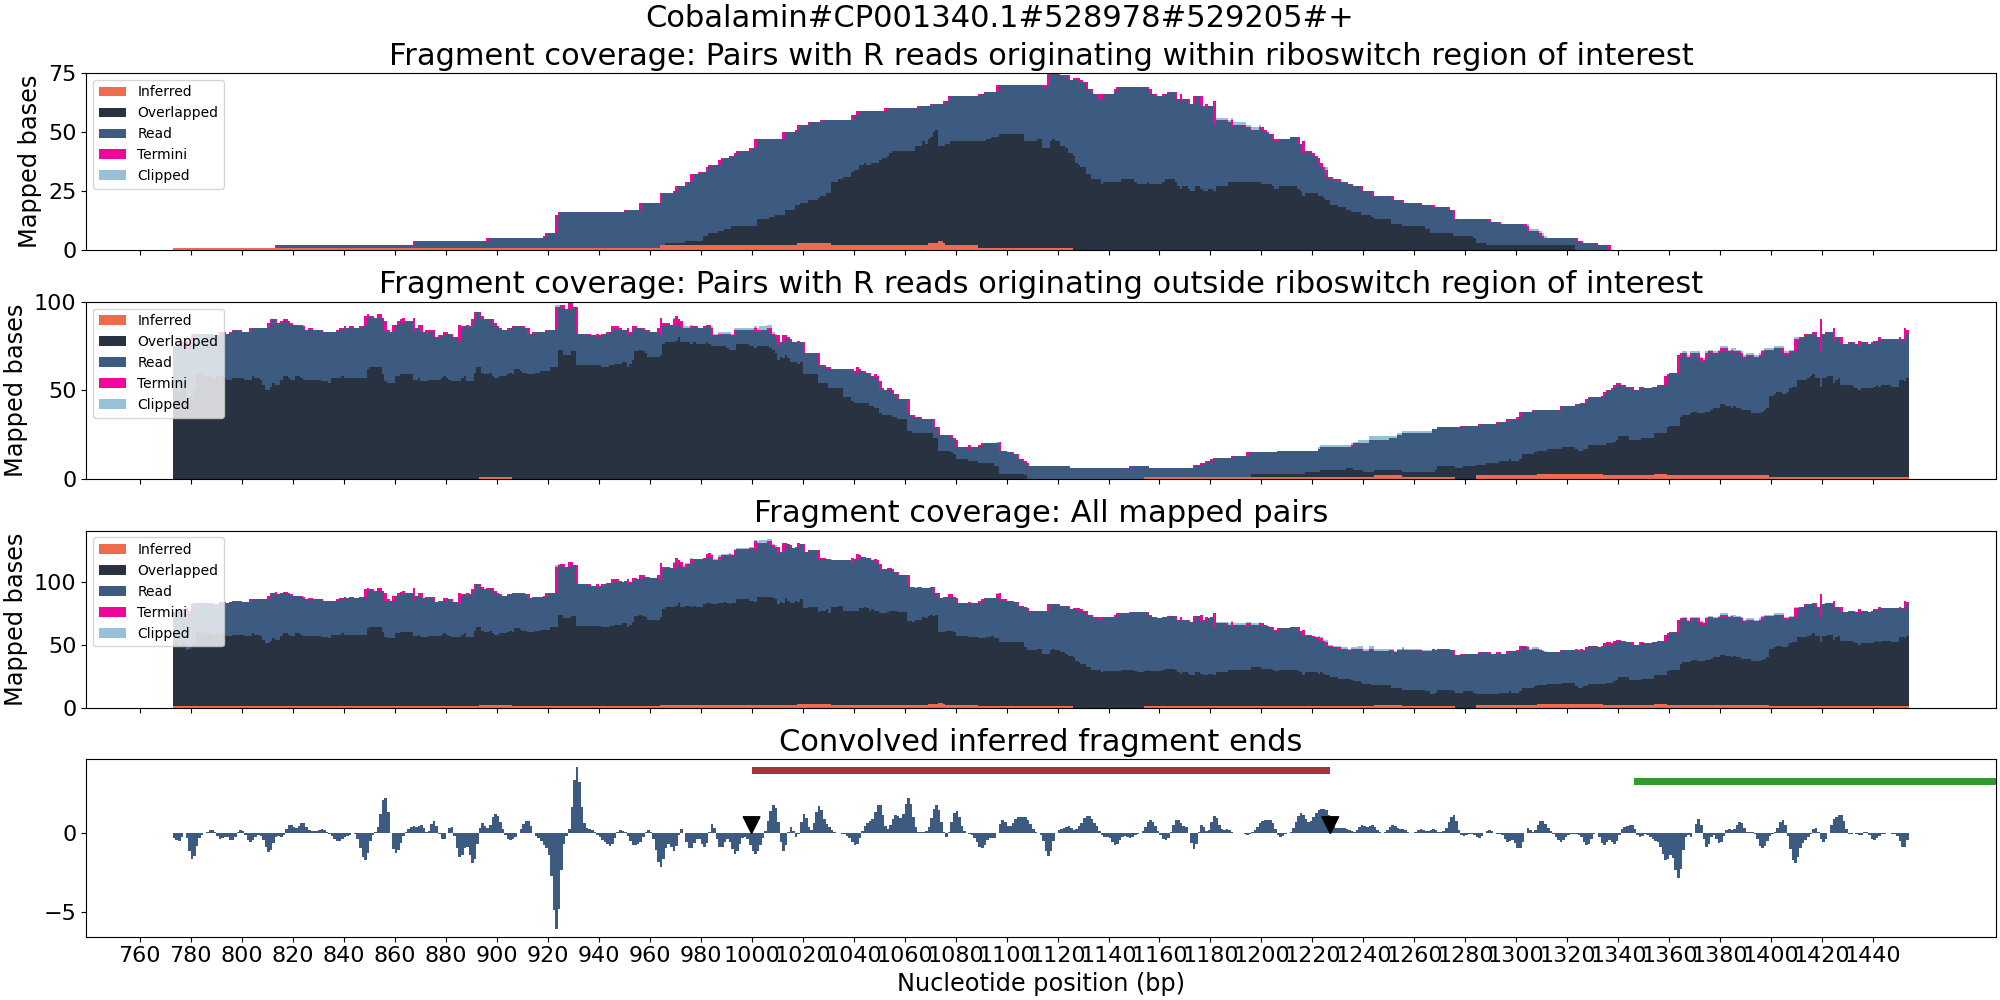 Cobalamin#CP001340.1#528978#529205#+
Fragment coverage: Pairs with R reads originating within riboswitch region of interest
Mapped bases
75
50
25
0
Inferred
Overlapped
Read
Termini
Clipped
Fragment coverage: Pairs with R reads originating outside riboswitch region of interest
Mapped bases
100
50
0
Inferred
Overlapped
Read
Termini
Clipped
Fragment coverage: All mapped pairs
Mapped bases
100
50
0
Inferred
Overlapped
Read
Termini
Clipped
Convolved inferred fragment ends
0
−5
760 780 800 820 840 860 880 900 920 940 960 980 1000 1020 1040 1060 1080 1100 1120 1140 1160 1180 1200 1220 1240 1260 1280 1300 1320 1340 1360 1380 1400 1420 1440
Nucleotide position (bp)